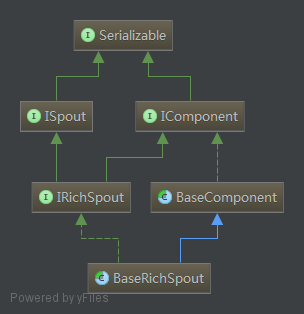 Serializable
ISpout
IComponent
IRichSpout
BaseComponent
BaseRichSpout
Powered by yFiles